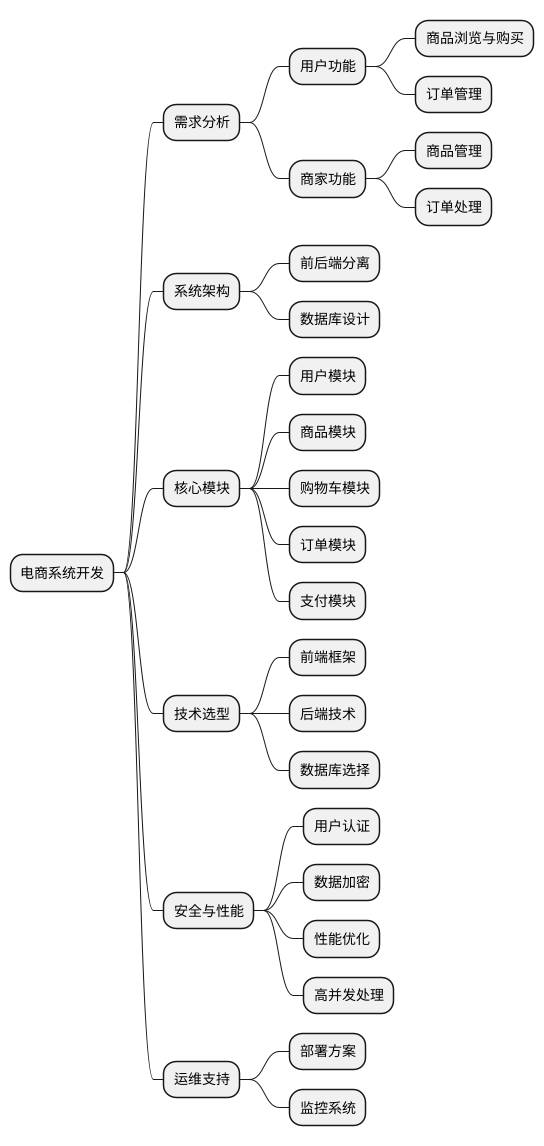 电商系统开发
需求分析
用户功能
商品浏览与购买
订单管理
商家功能
商品管理
订单处理
系统架构
前后端分离
数据库设计
核心模块
用户模块
商品模块
购物车模块
订单模块
支付模块
技术选型
前端框架
后端技术
数据库选择
安全与性能
用户认证
数据加密
性能优化
高并发处理
运维支持
部署方案
监控系统